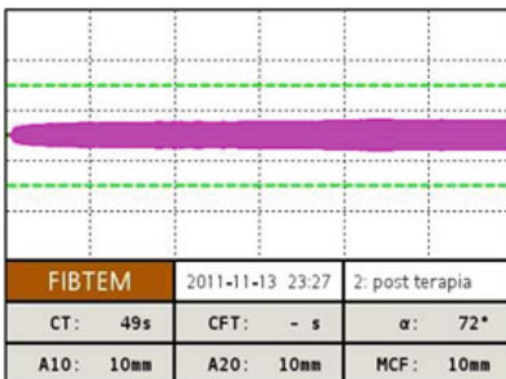 FIBTEM 2011-11-13 23:27 2: post terapia
CT: 49s CFT: - s α: 72°
A10: 10mm A20: 10mm MCF: 10mm